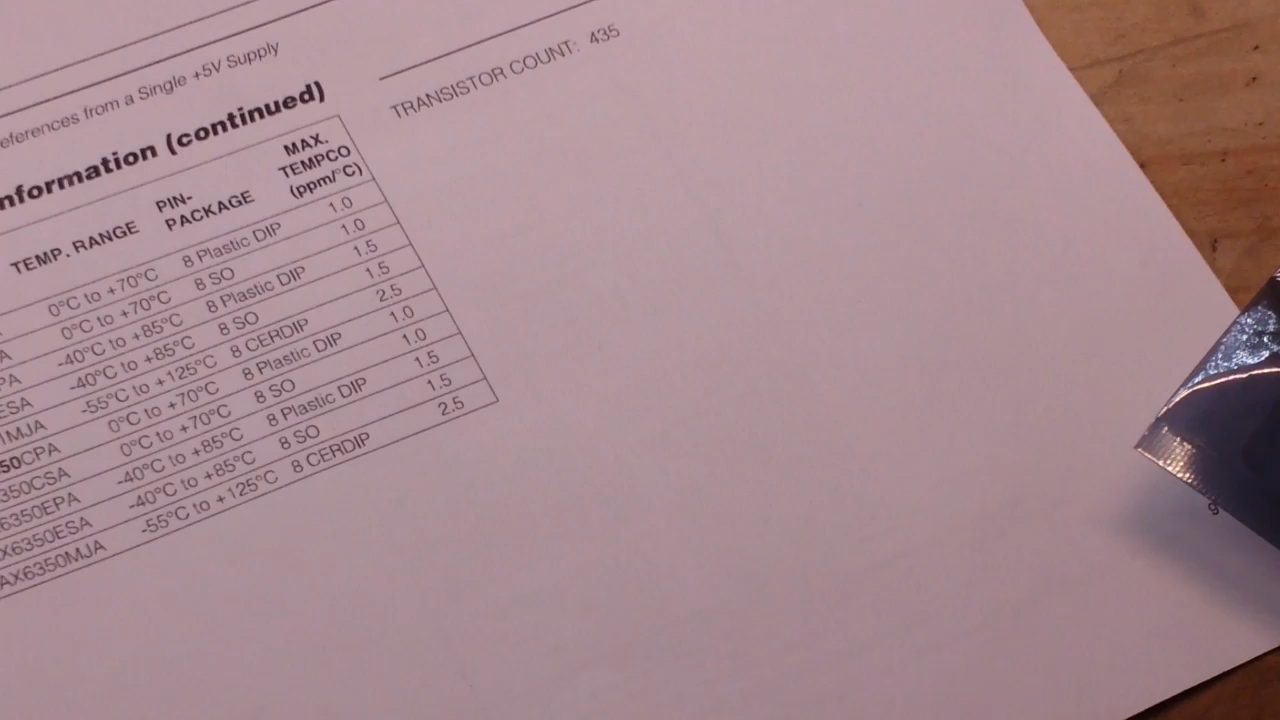 eferences from a Single +5V Supply
nformation (continued)
TEMP. RANGE PIN-PACKAGE MAX. TEMPCO (ppm/°C)
0°C to +70°C 8 Plastic DIP 1.0
A 0°C to +70°C 8 SO 1.0
PA -40°C to +85°C 8 Plastic DIP 1.5
ESA -40°C to +85°C 8 SO 1.5
1MJA -55°C to +125°C 8 CERDIP 2.5
50CPA 0°C to +70°C 8 Plastic DIP 1.0
350CSA 0°C to +70°C 8 SO 1.0
6350EPA -40°C to +85°C 8 Plastic DIP 1.5
X6350ESA -40°C to +85°C 8 SO 1.5
AX6350MJA -55°C to +125°C 8 CERDIP 2.5
TRANSISTOR COUNT: 435